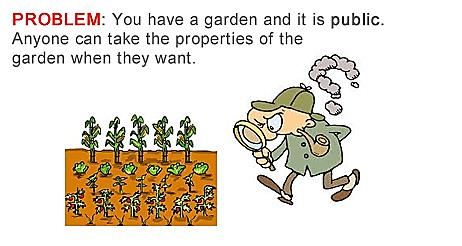 PROBLEM: You have a garden and it is public.
Anyone can take the properties of the
garden when they want.